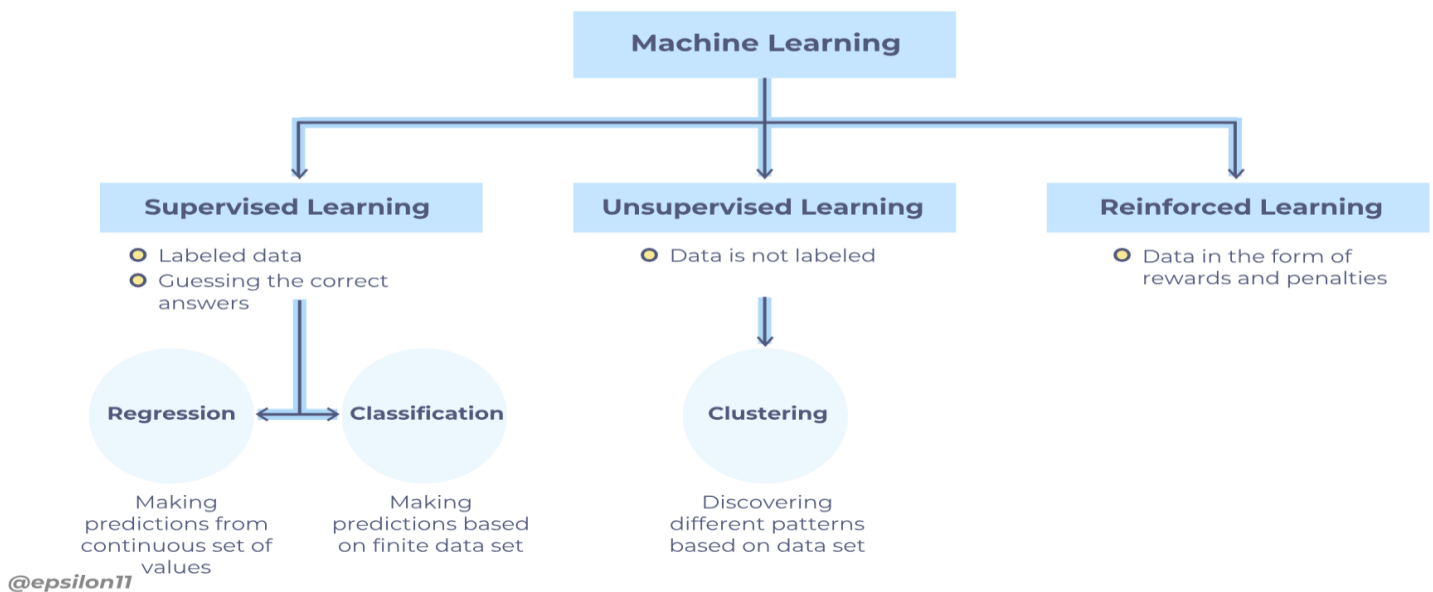 Machine Learning
Supervised Learning
Labeled data
Guessing the correct
answers
Regression
Making
predictions from
continuous set of
values
Classification
Making
predictions based
on finite data set
Unsupervised Learning
Data is not labeled
Clustering
Discovering
different patterns
based on data set
Reinforced Learning
Data in the form of
rewards and penalties
@epsilon11